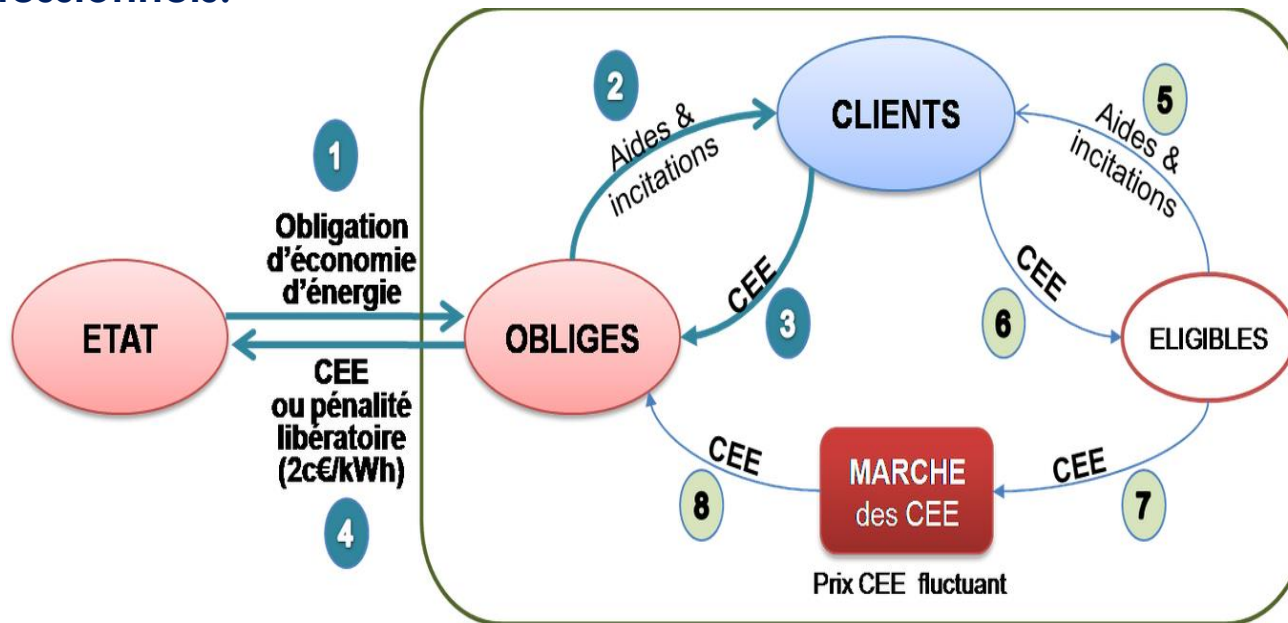 1
Obligation
d'économie
d'énergie
ETAT
CEE
ou pénalité
libératoire
(2c€/kWh)
4
2
Aides &
incitations
CLIENTS
5
Aides &
incitations
OBLIGES
CEE
3
CEE
6
ELIGIBLES
CEE
8
MARCHE
des CEE
CEE
7
Prix CEE fluctuant